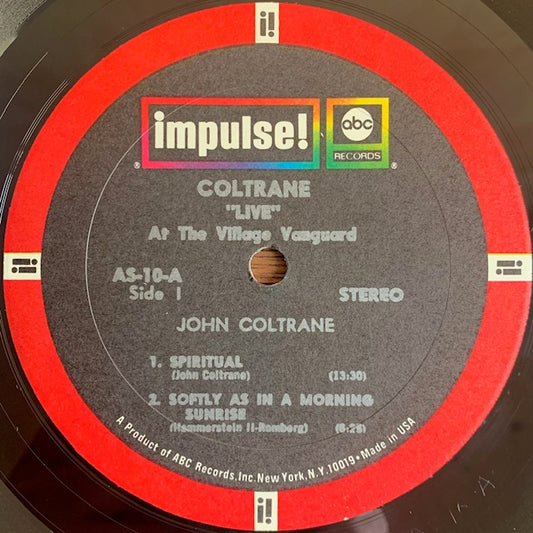 impulse!
abc
RECORDS
®
®
COLTRANE
"LIVE"
At The Village Vanguard
AS-10-A
Side 1
STEREO
JOHN COLTRANE
1. SPIRITUAL
(John Coltrane) (13:30)
2. SOFTLY AS IN A MORNING
SUNRISE
(Hammerstein II-Romberg) (6:25)
A Product of ABC Records, Inc. New York, N.Y. 10019 • Made in USA